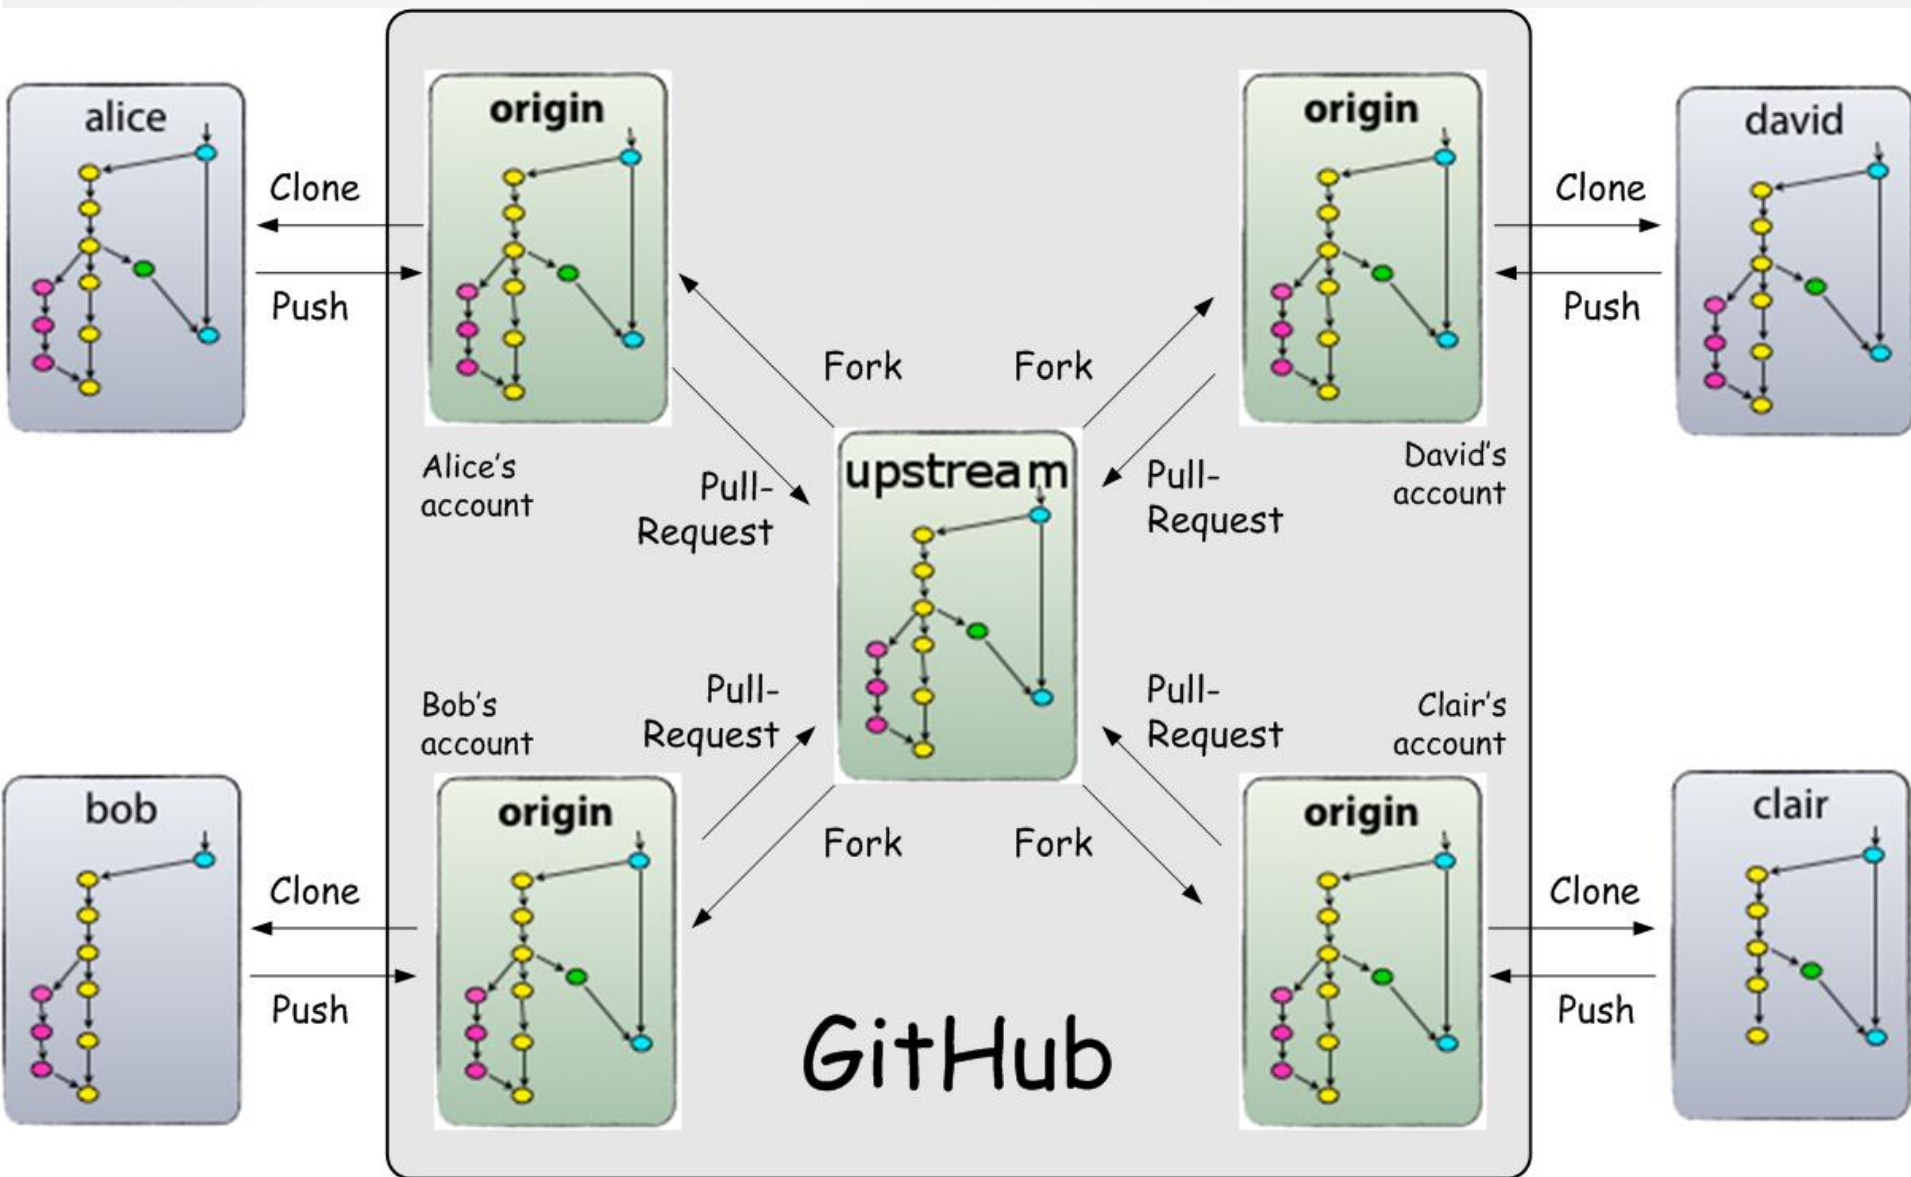 alice
origin
origin
david
Clone
Push
Clone
Push
Fork
Fork
Alice's
account
Pull-
Request
upstream
Pull-
Request
David's
account
Bob's
account
Pull-
Request
Pull-
Request
Clair's
account
bob
origin
Fork
Fork
origin
clair
Clone
Push
Clone
Push
GitHub